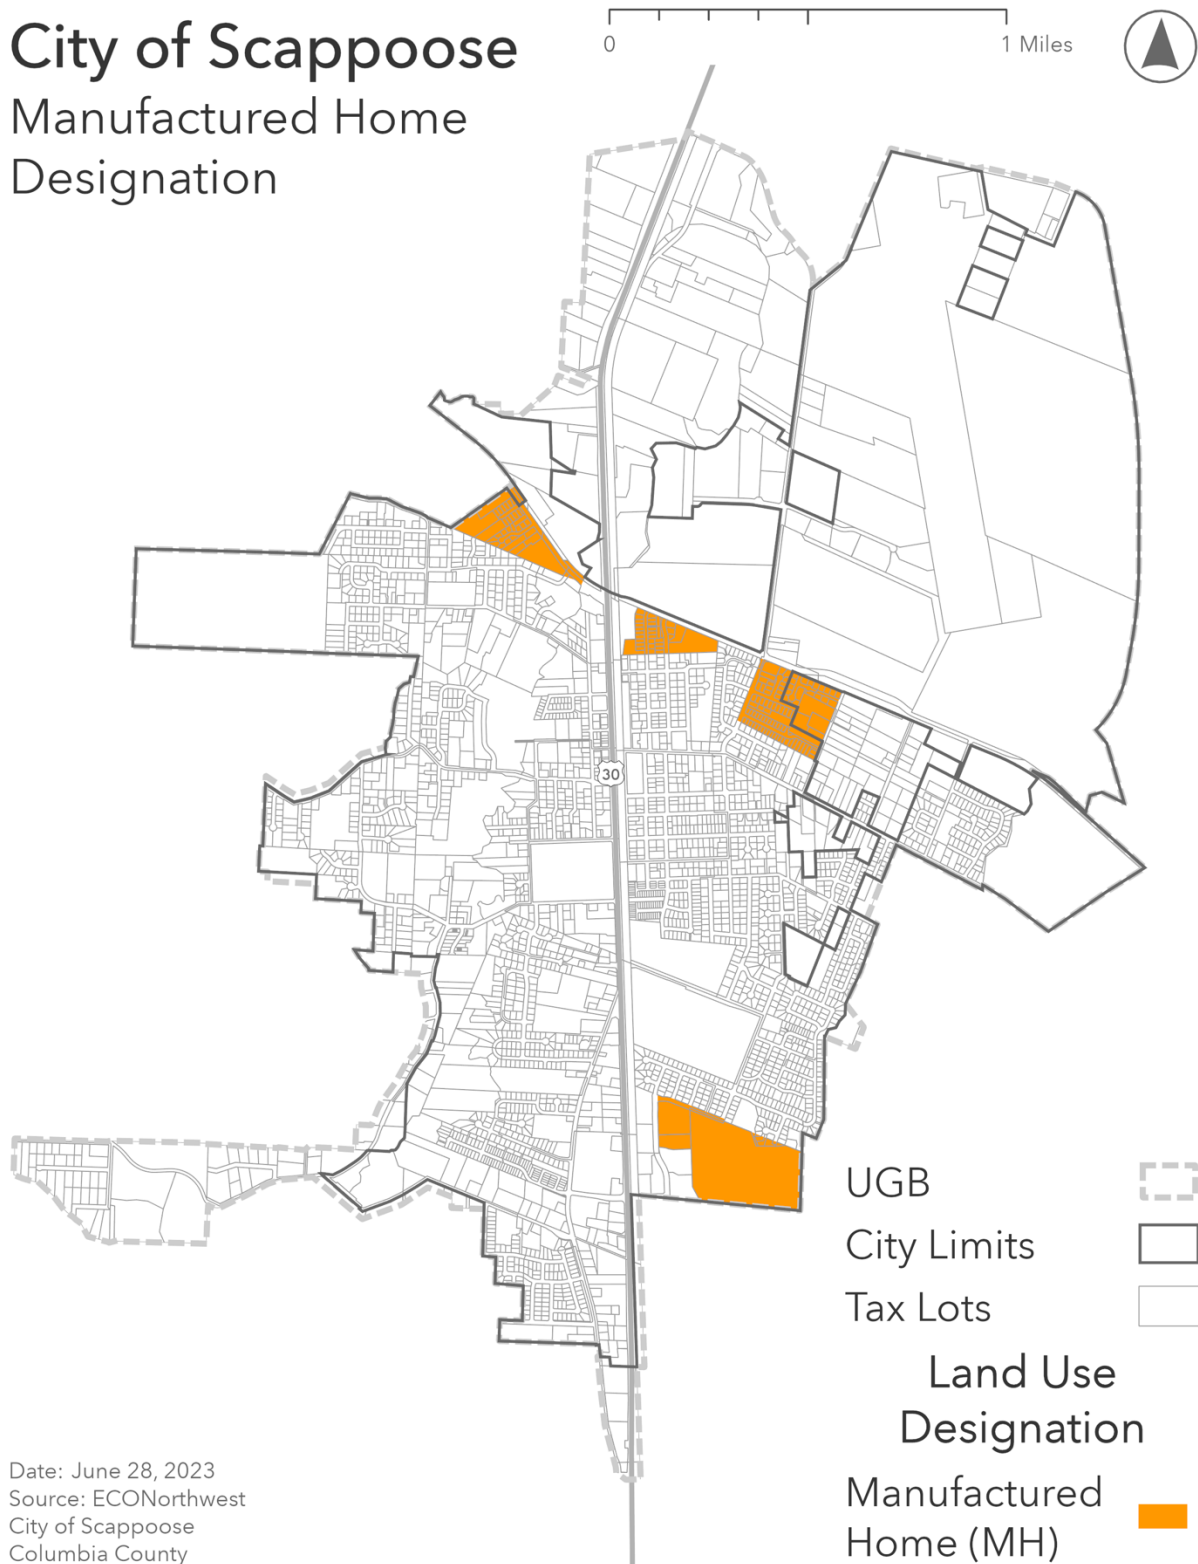 City of Scappoose
Manufactured Home
Designation
0
1 Miles
30
UGB
City Limits
Tax Lots
Land Use
Designation
Manufactured
Home (MH)
Date: June 28, 2023
Source: ECONorthwest
City of Scappoose
Columbia County